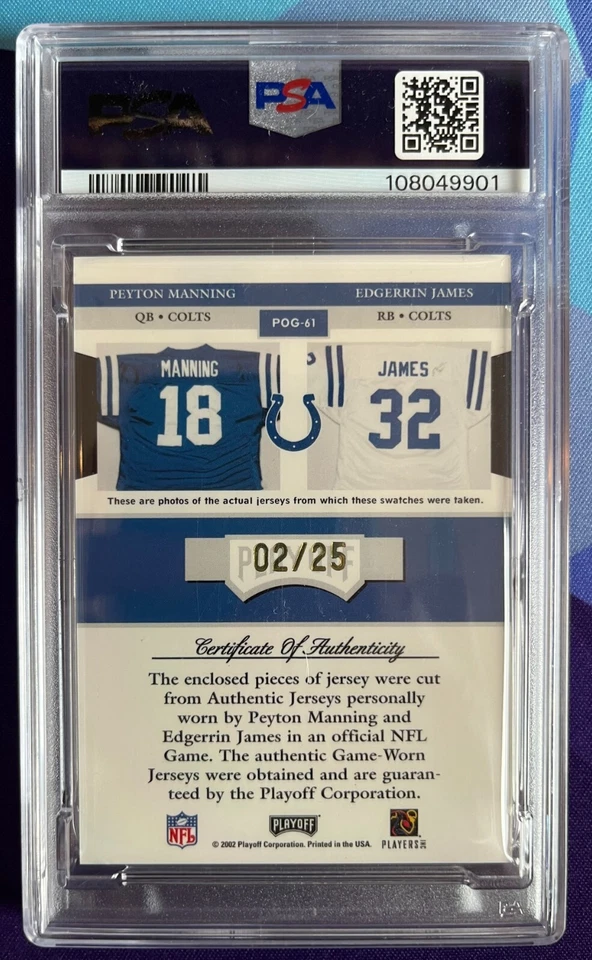 PSA
PSA
108049901
PEYTON MANNING
EDGERRIN JAMES
QB • COLTS
POG-61
RB • COLTS
MANNING
18
JAMES
32
These are photos of the actual jerseys from which these swatches were taken.
PLAYOFF
02/25
Certificate Of Authenticity
The enclosed pieces of jersey were cut
from Authentic Jerseys personally
worn by Peyton Manning and
Edgerrin James in an official NFL
Game. The authentic Game-Worn
Jerseys were obtained and are guaran-
teed by the Playoff Corporation.
NFL
PLAYOFF
PLAYERS INC
© 2002 Playoff Corporation. Printed in the USA.
PSA